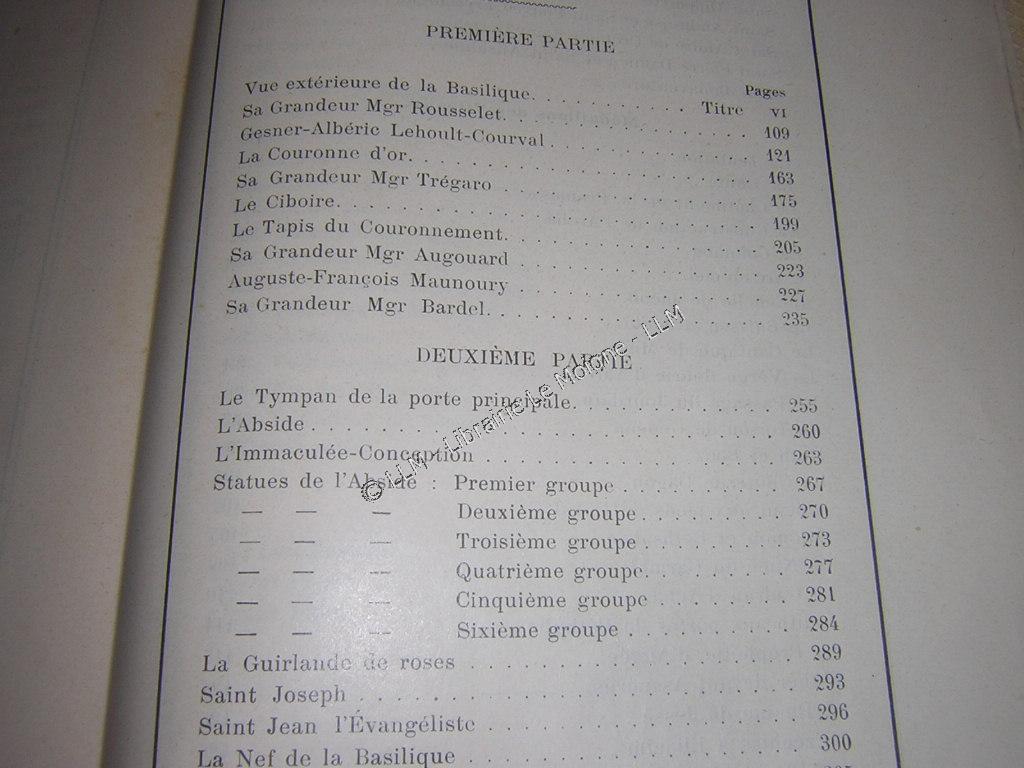 PREMIÈRE PARTIE
Pages
Vue extérieure de la Basilique. . . . . . . . . . Titre VI
Sa Grandeur Mgr Rousselet. . . . . . . . . . . . 109
Gesner-Albéric Lehoult-Courval . . . . . . . . . . 121
La Couronne d'or. . . . . . . . . . . . . . . 163
Sa Grandeur Mgr Trégaro . . . . . . . . . . . . 175
Le Ciboire. . . . . . . . . . . . . . . . . 199
Le Tapis du Couronnement. . . . . . . . . . . . 205
Sa Grandeur Mgr Augouard . . . . . . . . . . . 223
Auguste-François Maunoury . . . . . . . . . . . 227
Sa Grandeur Mgr Bardel. . . . . . . . . . . . . 235
DEUXIÈME PARTIE
Le Tympan de la porte principale. . . . . . . . . . 255
L'Abside . . . . . . . . . . . . . . . . . . 260
L'Immaculée-Conception . . . . . . . . . . . . 263
Statues de l'Abside : Premier groupe . . . . . . . . 267
— — — Deuxième groupe . . . . . . . 270
— — — Troisième groupe . . . . . . . 273
— — — Quatrième groupe. . . . . . . 277
— — — Cinquième groupe . . . . . . . 281
— — — Sixième groupe . . . . . . . . 284
La Guirlande de roses . . . . . . . . . . . . . 289
Saint Joseph . . . . . . . . . . . . . . . . 293
Saint Jean l'Évangéliste . . . . . . . . . . . . 296
La Nef de la Basilique . . . . . . . . . . . . . 300
© LLM - Librairie Le Moigne - LLM